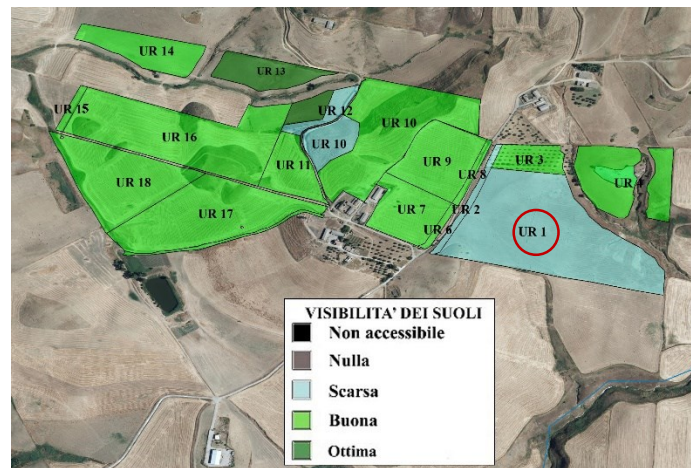 UR 14
UR 13
UR 15
UR 16
UR 12
UR 10
UR 10
UR 11
UR 9
UR 8
UR 3
UR 4
UR 18
UR 17
UR 7
UR 2
UR 6
UR 1
VISIBILITA' DEI SUOLI
Non accessibile
Nulla
Scarsa
Buona
Ottima